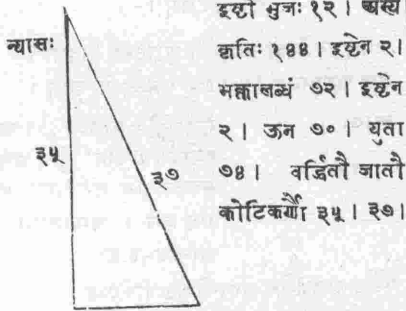 इष्टो भुजः १२ । अस्य
न्यासः
कृतिः १४४ । इष्टेन २ ।
भक्तालब्धं ७२ । इष्टेन
२ । ऊन ७० । युता
३५
३७
७४ । वर्द्धितौ जातौ
कोटिकर्णौ ३५ । ३७ ।